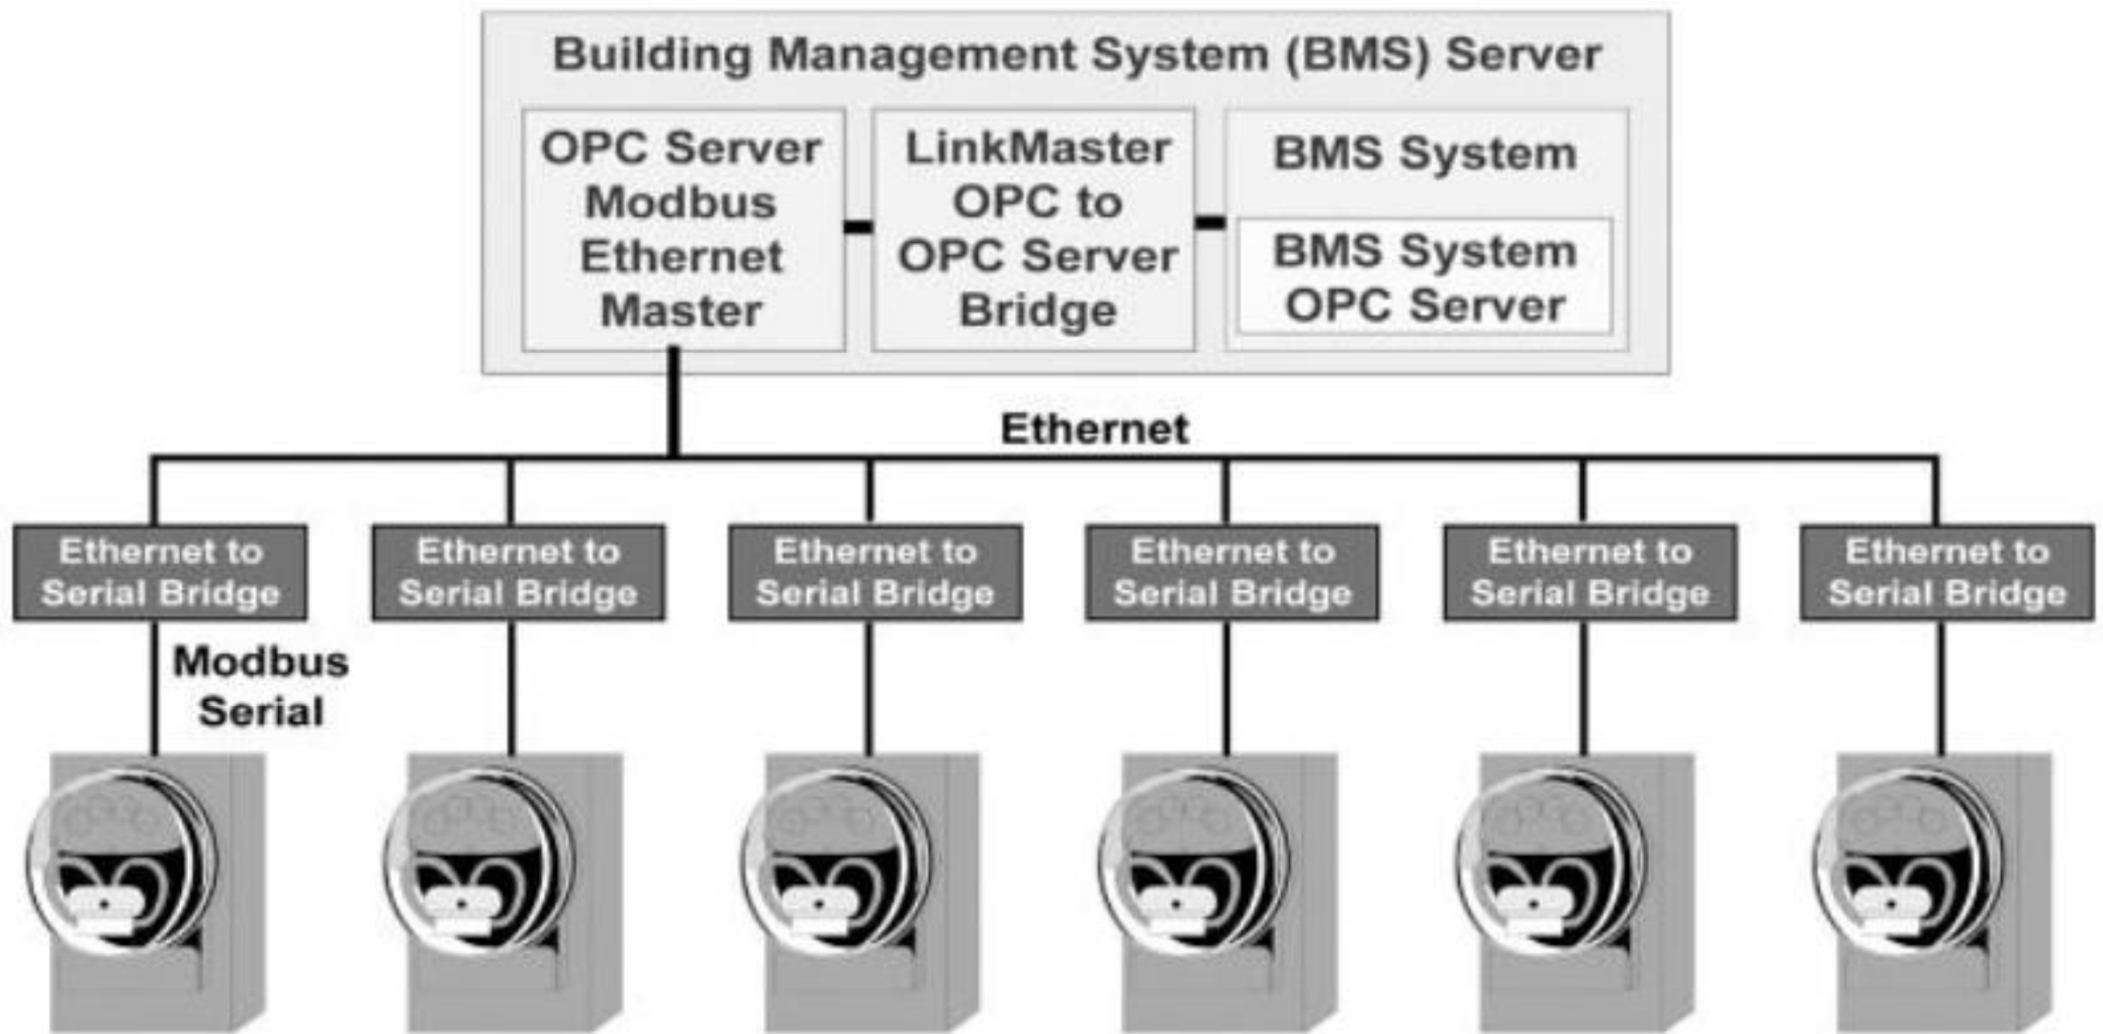 Building Management System (BMS) Server
OPC Server
Modbus
Ethernet
Master
LinkMaster
OPC to
OPC Server
Bridge
BMS System
BMS System
OPC Server
Ethernet
Ethernet to
Serial Bridge
Ethernet to
Serial Bridge
Ethernet to
Serial Bridge
Ethernet to
Serial Bridge
Ethernet to
Serial Bridge
Ethernet to
Serial Bridge
Modbus
Serial